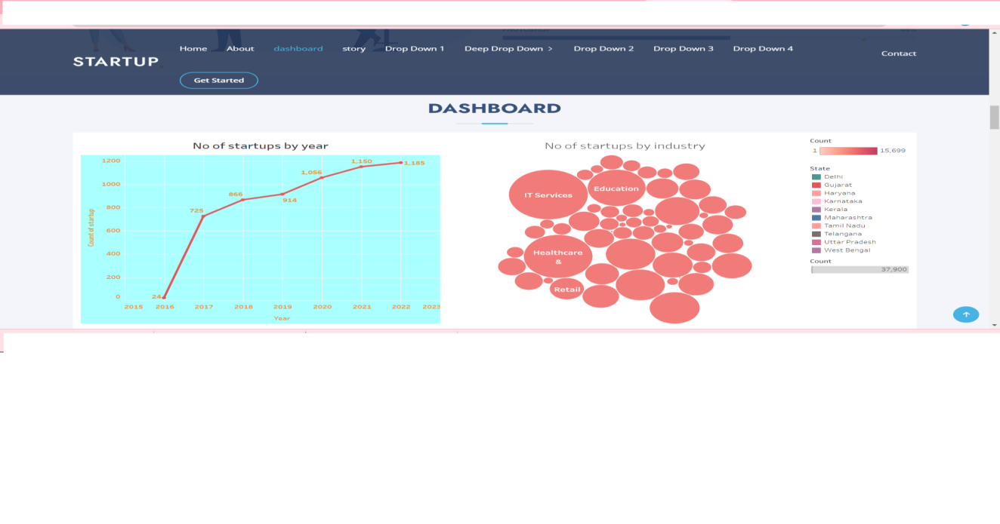 Home About dashboard story Drop Down 1 Deep Drop Down > Drop Down 2 Drop Down 3 Drop Down 4
STARTUP
Contact
Get Started
DASHBOARD
No of startups by year
1200
1000
800
600
400
200
0
Count of startup
24
725
866
914
1,056
1,150
1,185
2015 2016 2017 2018 2019 2020 2021 2022 2023
Year
No of startups by industry
IT Services
Education
Healthcare
&
Retail
Count
1 15,699
State
Delhi
Gujarat
Haryana
Karnataka
Kerala
Maharashtra
Tamil Nadu
Telangana
Uttar Pradesh
West Bengal
Count
37,900